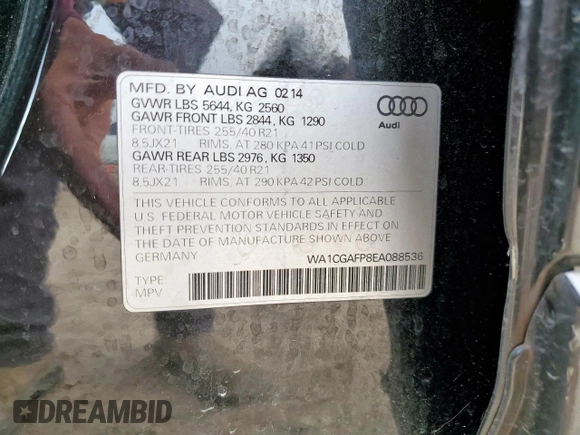 MFD. BY AUDI AG 02 14
GVWR LBS 5644, KG 2560
GAWR FRONT LBS 2844, KG 1290
FRONT-TIRES 255/40 R21
8.5JX21 RIMS, AT 280 KPA 41 PSI COLD
GAWR REAR LBS 2976, KG 1350
REAR-TIRES 255/40 R21
8.5JX21 RIMS, AT 290 KPA 42 PSI COLD
Audi
THIS VEHICLE CONFORMS TO ALL APPLICABLE
U.S. FEDERAL MOTOR VEHICLE SAFETY AND
THEFT PREVENTION STANDARDS IN EFFECT ON
THE DATE OF MANUFACTURE SHOWN ABOVE.
GERMANY
WA1CGAFP8EA088536
TYPE
MPV
DREAMBID